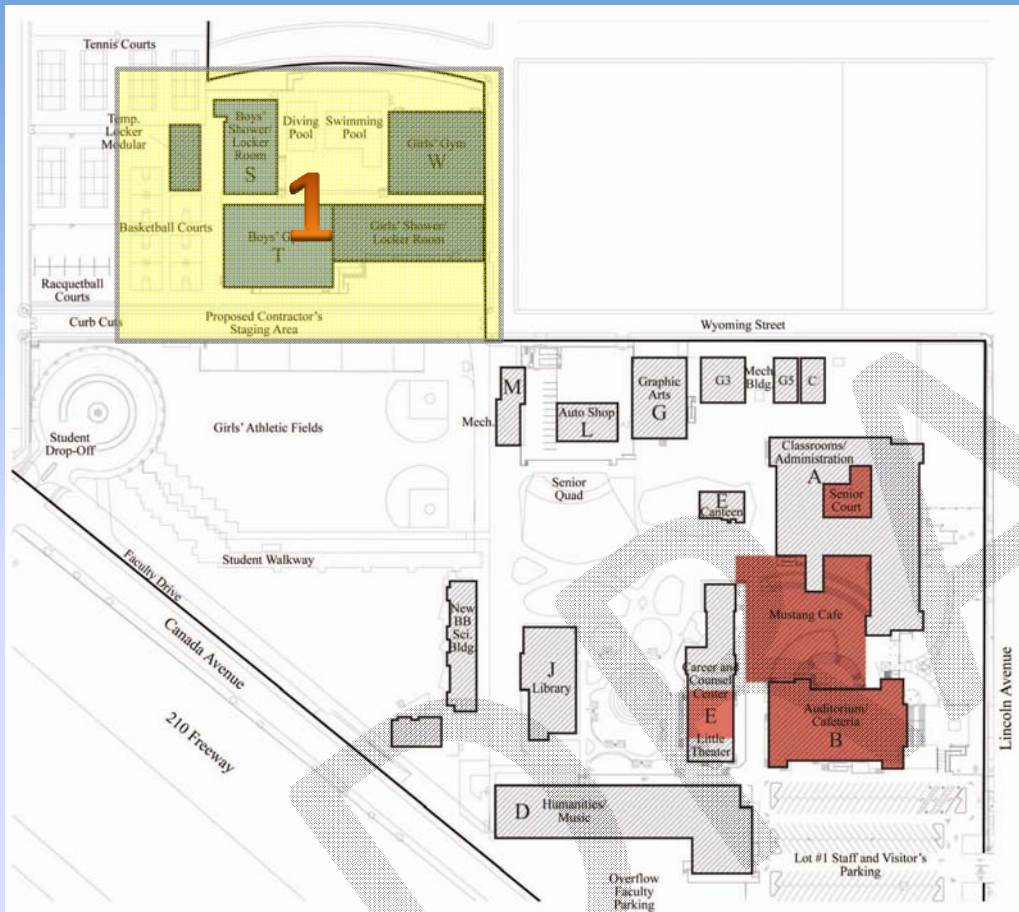 Tennis Courts
Temp.
Locker
Modular
Boys'
Shower/
Locker
Room
S
Diving
Pool
Swimming
Pool
Girls' Gym
W
1
Basketball Courts
Boys' G
T
Girls' Shower/
Locker Room
Racquetball
Courts
Curb Cuts
Proposed Contractor's
Staging Area
Wyoming Street
M
Mech.
Auto Shop
L
Graphic
Arts
G
G3
Mech
Bldg.
G5
C
Student
Drop-Off
Girls' Athletic Fields
Classrooms/
Administration
A
Senior
Court
Senior
Quad
E
Canteen
Student Walkway
Faculty Drive
Canada Avenue
210 Freeway
New
BB
Sci.
Bldg.
Mustang Cafe
J
Library
Career and
Counsel
Center
E
Little
Theater
Auditorium/
Cafeteria
B
Lincoln Avenue
D
Humanities/
Music
Lot #1 Staff and Visitor's
Parking
Overflow
Faculty
Parking